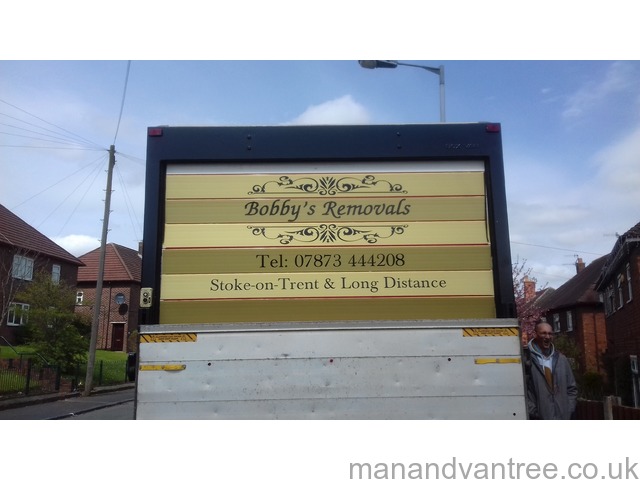 Bobby's Removals
Tel: 07873 444208
Stoke-on-Trent & Long Distance
manandvantree.co.uk